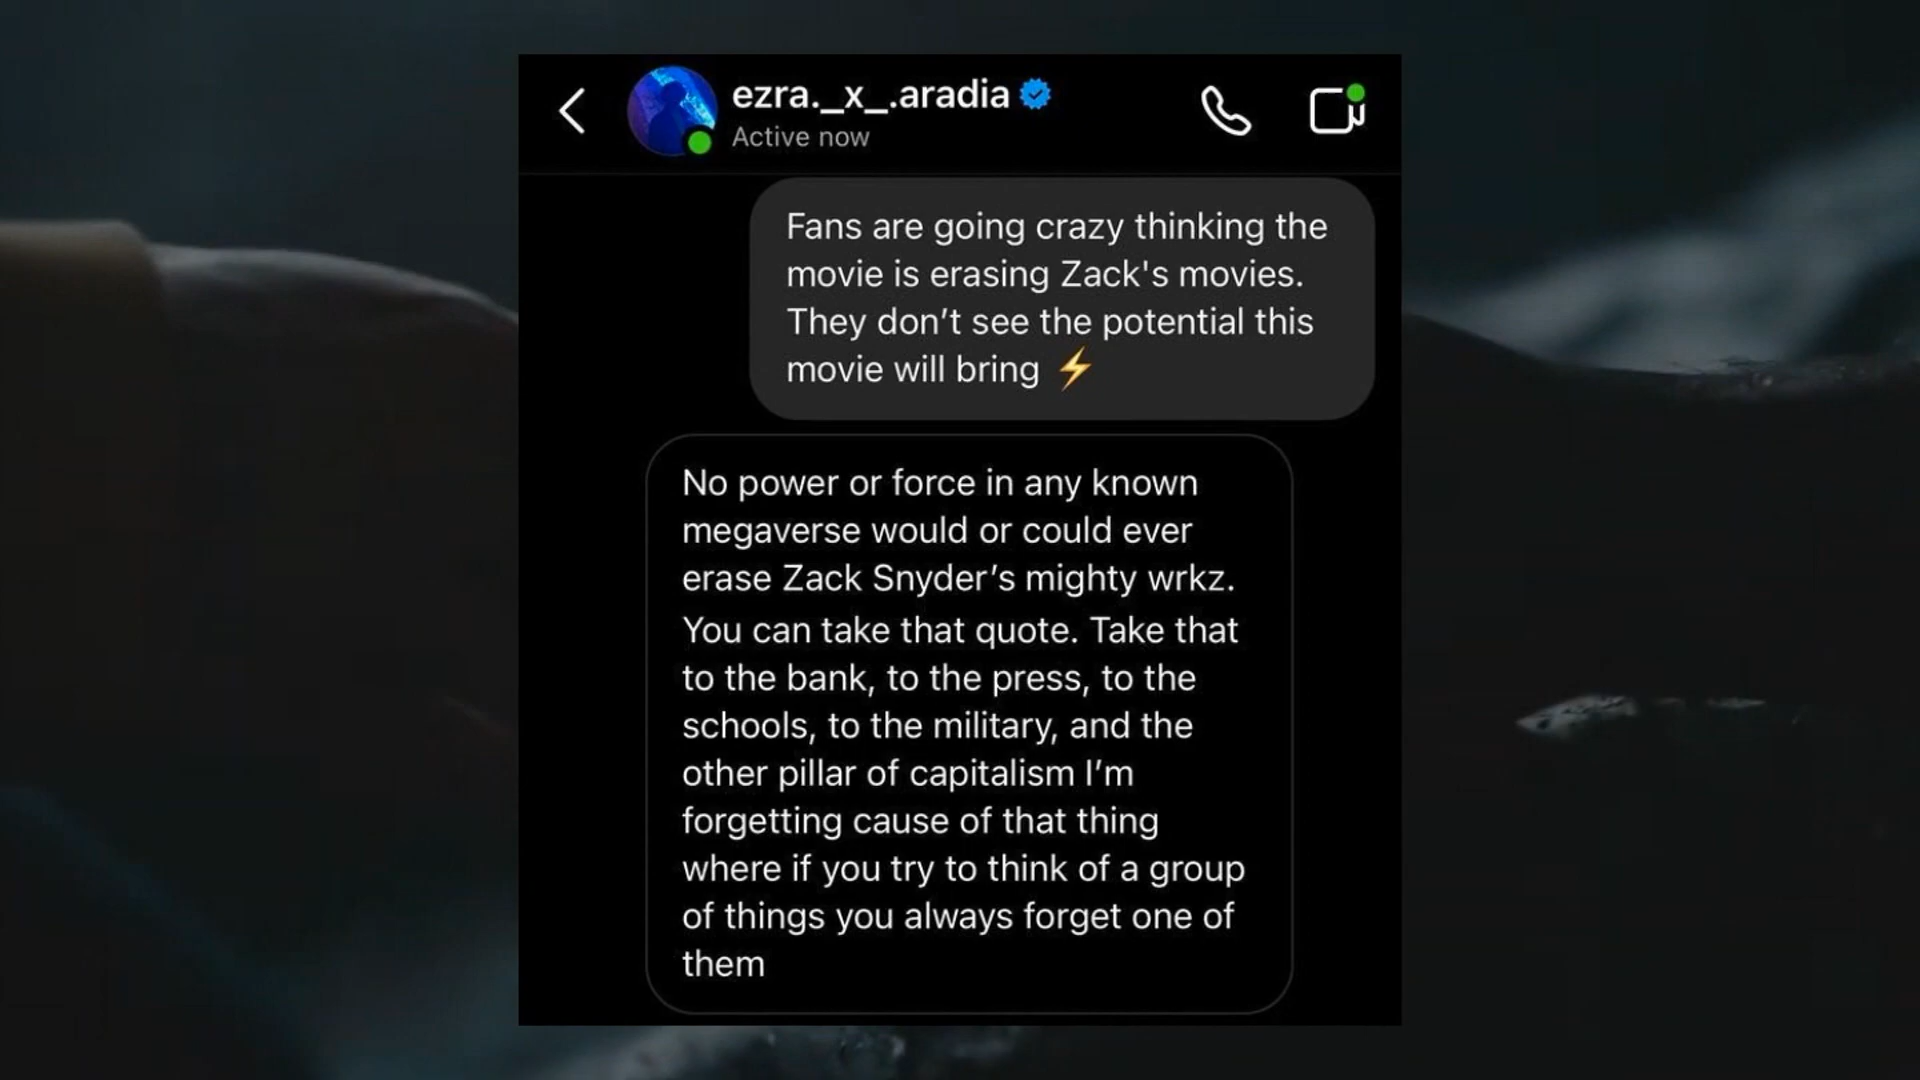 ezra._x_.aradia
Active now
Fans are going crazy thinking the
movie is erasing Zack's movies.
They don’t see the potential this
movie will bring ⚡
No power or force in any known
megaverse would or could ever
erase Zack Snyder’s mighty wrkz.
You can take that quote. Take that
to the bank, to the press, to the
schools, to the military, and the
other pillar of capitalism I’m
forgetting cause of that thing
where if you try to think of a group
of things you always forget one of
them